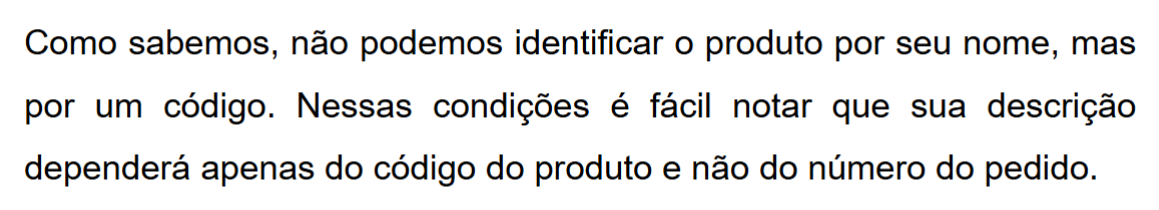 Como sabemos, não podemos identificar o produto por seu nome, mas
por um código. Nessas condições é fácil notar que sua descrição
dependerá apenas do código do produto e não do número do pedido.